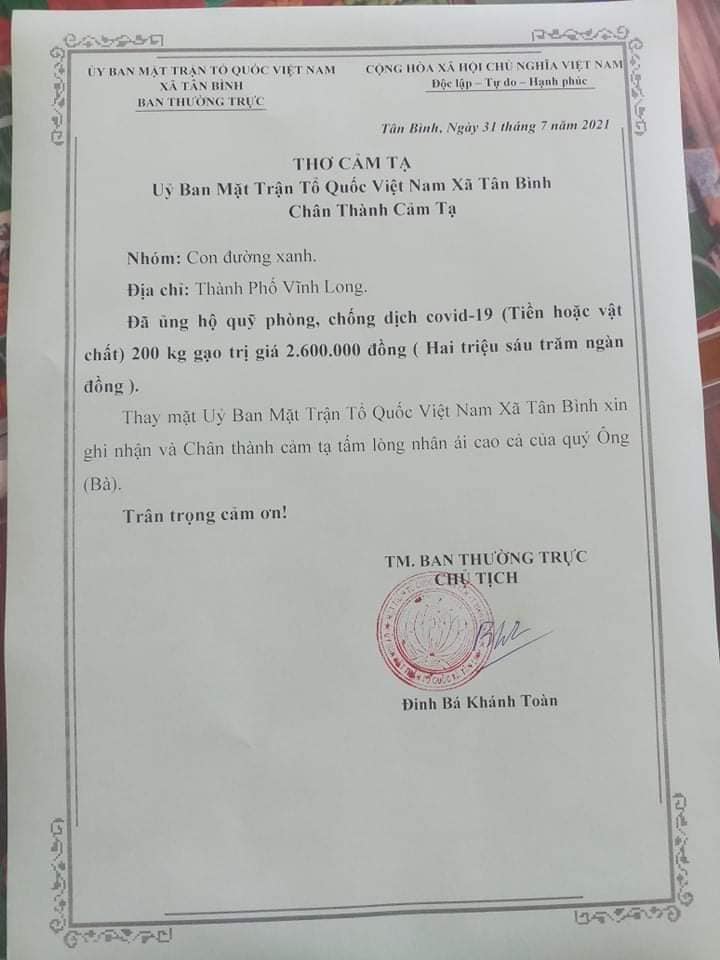 ỦY BAN MẶT TRẬN TỔ QUỐC VIỆT NAM
XÃ TÂN BÌNH
BAN THƯỜNG TRỰC
CỘNG HÒA XÃ HỘI CHỦ NGHĨA VIỆT NAM
Độc lập – Tự do – Hạnh phúc
Tân Bình, Ngày 31 tháng 7 năm 2021
THƠ CẢM TẠ
Uỷ Ban Mặt Trận Tổ Quốc Việt Nam Xã Tân Bình
Chân Thành Cảm Tạ
Nhóm: Con đường xanh.
Địa chỉ: Thành Phố Vĩnh Long.
Đã ủng hộ quỹ phòng, chống dịch covid-19 (Tiền hoặc vật
chất) 200 kg gạo trị giá 2.600.000 đồng ( Hai triệu sáu trăm ngàn
đồng ).
Thay mặt Uỷ Ban Mặt Trận Tổ Quốc Việt Nam Xã Tân Bình xin
ghi nhận và Chân thành cảm tạ tấm lòng nhân ái cao cả của quý Ông
(Bà).
Trân trọng cảm ơn!
TM. BAN THƯỜNG TRỰC
CHỦ TỊCH
Đinh Bá Khánh Toàn